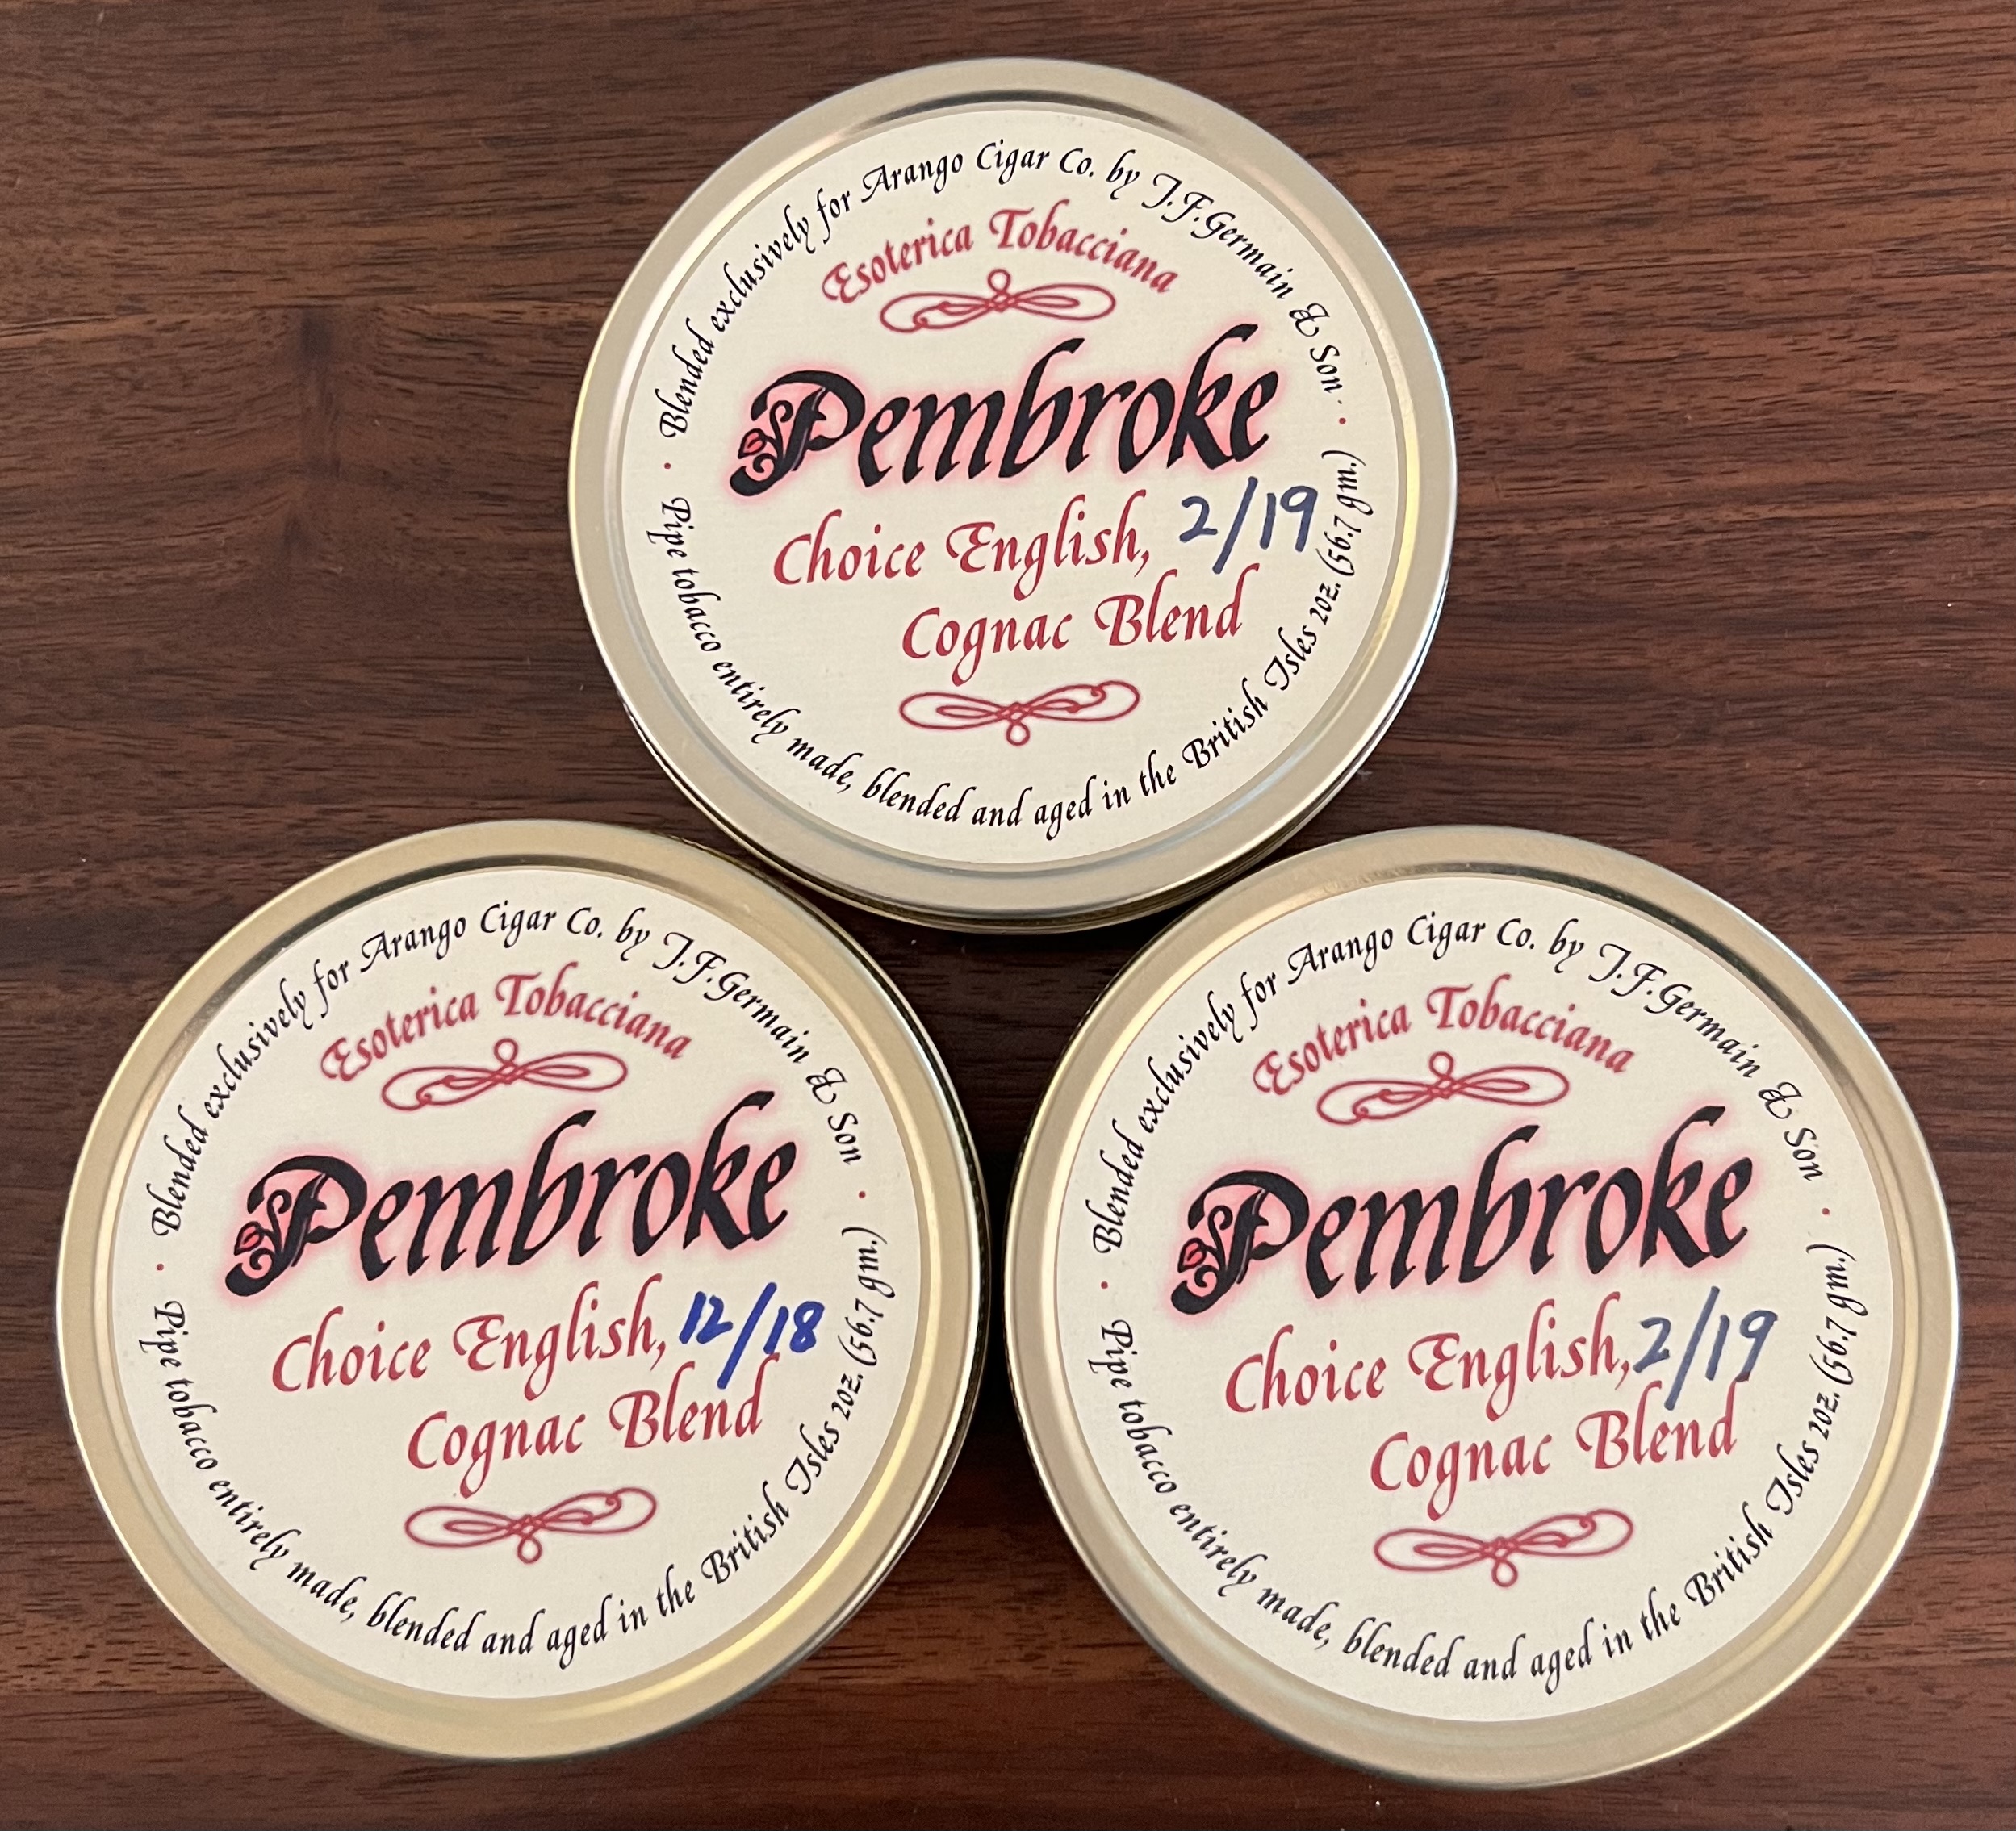 Blended exclusively for Arango Cigar Co. by J.F.Germain & Son
Esoterica Tobacciana
Pembroke
Choice English, 2/19
Cognac Blend
Pipe tobacco entirely made, blended and aged in the British Isles 2oz. (56.7 gm.)
Blended exclusively for Arango Cigar Co. by J.F.Germain & Son
Esoterica Tobacciana
Pembroke
Choice English, 12/18
Cognac Blend
Pipe tobacco entirely made, blended and aged in the British Isles 2oz. (56.7 gm.)
Blended exclusively for Arango Cigar Co. by J.F.Germain & Son
Esoterica Tobacciana
Pembroke
Choice English, 2/19
Cognac Blend
Pipe tobacco entirely made, blended and aged in the British Isles 2oz. (56.7 gm.)